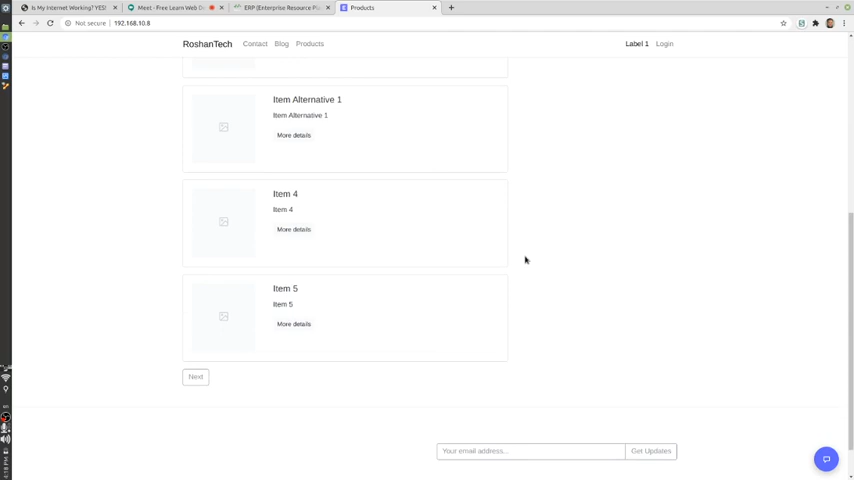 Is My Internet Working? YES!
Meet - Free Learn Web D
ERP (Enterprise Resource Pl
Products
Not secure
192.168.10.8
RoshanTech
Contact
Blog
Products
Label 1
Login
Item Alternative 1
Item Alternative 1
More details
Item 4
Item 4
More details
Item 5
Item 5
More details
Next
Your email address...
Get Updates